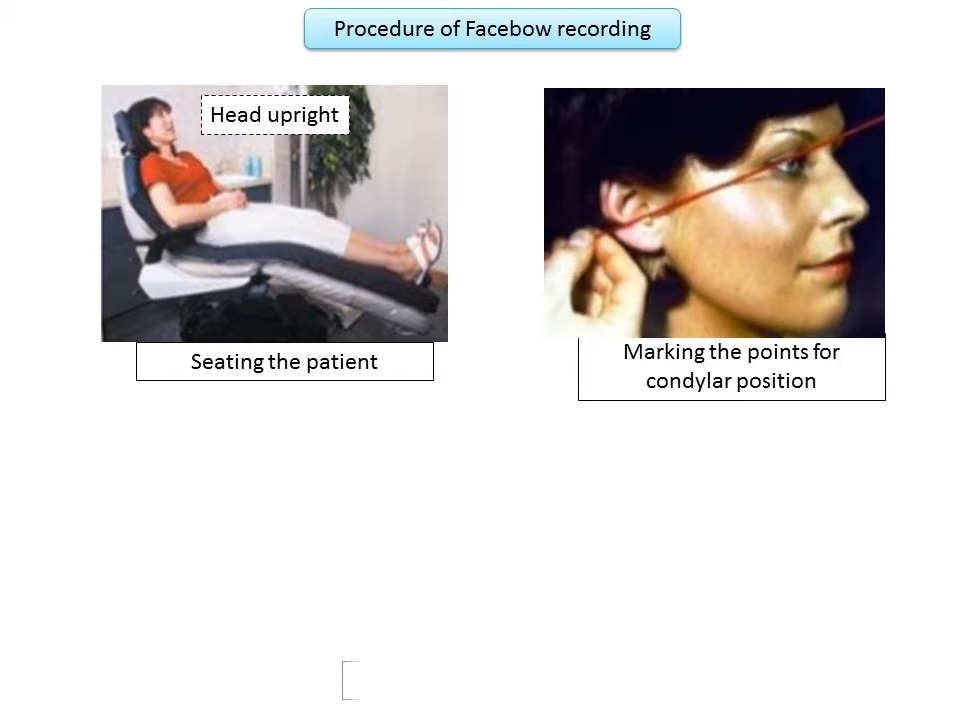 Procedure of Facebow recording
Head upright
Seating the patient
Marking the points for
condylar position